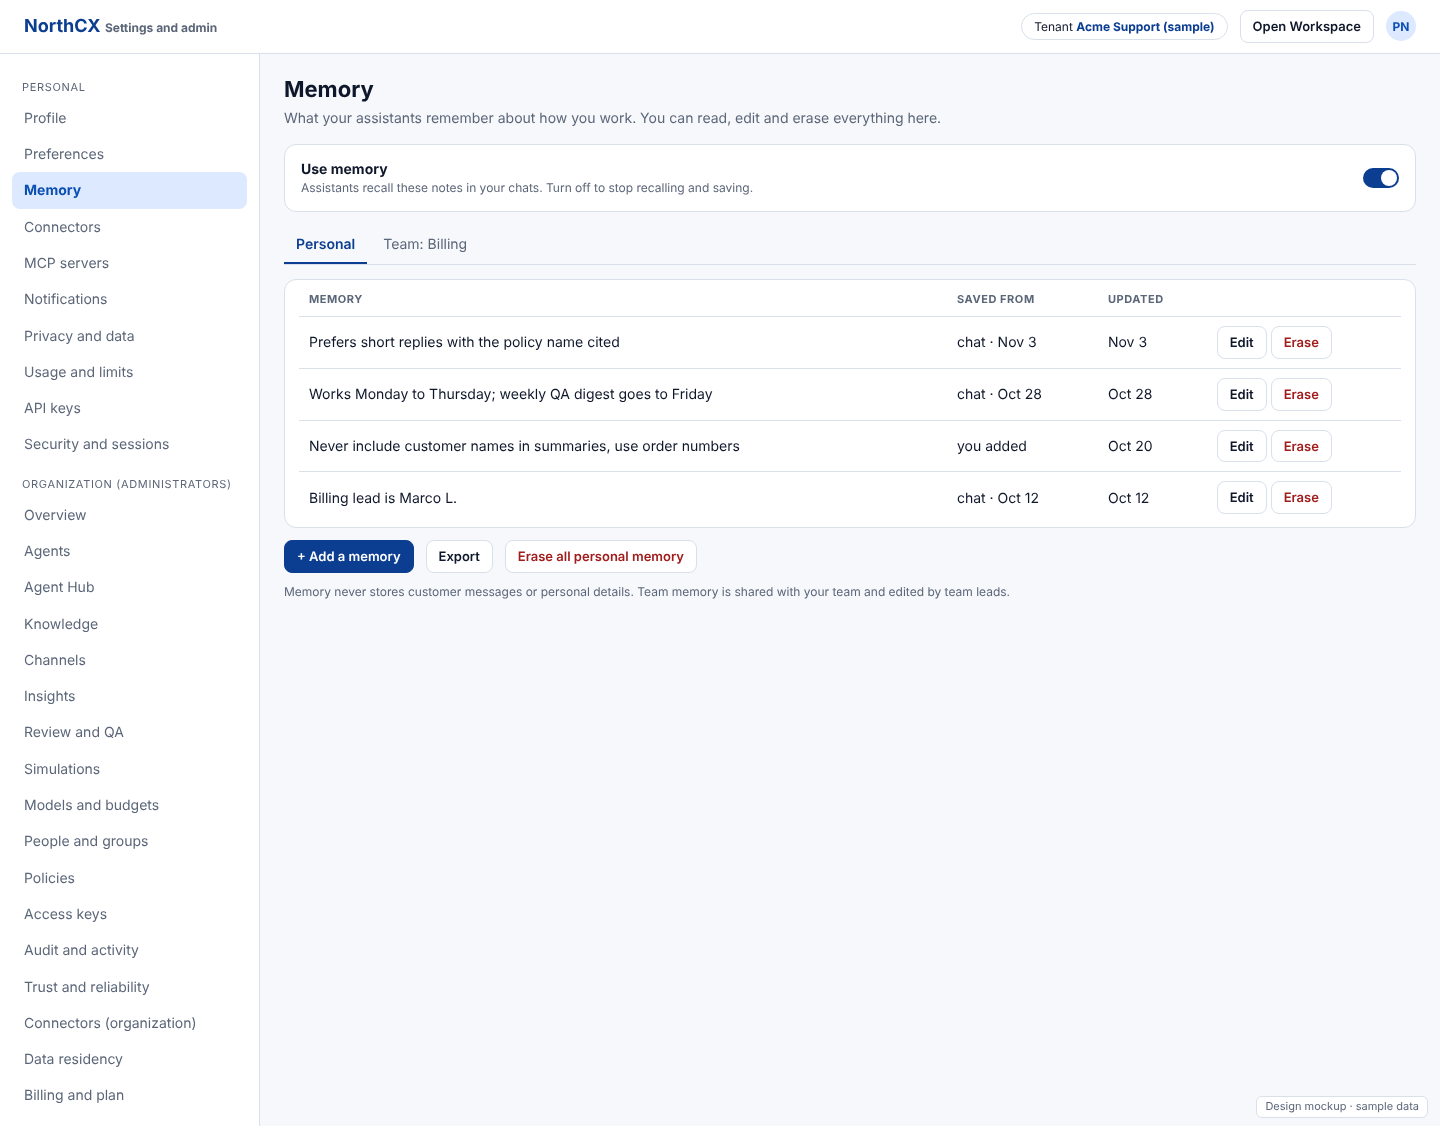 NorthCX Settings and admin
Tenant Acme Support (sample)
Open Workspace
PN
PERSONAL
Profile
Preferences
Memory
Connectors
MCP servers
Notifications
Privacy and data
Usage and limits
API keys
Security and sessions
ORGANIZATION (ADMINISTRATORS)
Overview
Agents
Agent Hub
Knowledge
Channels
Insights
Review and QA
Simulations
Models and budgets
People and groups
Policies
Access keys
Audit and activity
Trust and reliability
Connectors (organization)
Data residency
Billing and plan
Memory
What your assistants remember about how you work. You can read, edit and erase everything here.
Use memory
Assistants recall these notes in your chats. Turn off to stop recalling and saving.
Personal Team: Billing
MEMORY SAVED FROM UPDATED
Prefers short replies with the policy name cited chat · Nov 3 Nov 3 Edit Erase
Works Monday to Thursday; weekly QA digest goes to Friday chat · Oct 28 Oct 28 Edit Erase
Never include customer names in summaries, use order numbers you added Oct 20 Edit Erase
Billing lead is Marco L. chat · Oct 12 Oct 12 Edit Erase
+ Add a memory Export Erase all personal memory
Memory never stores customer messages or personal details. Team memory is shared with your team and edited by team leads.
Design mockup · sample data